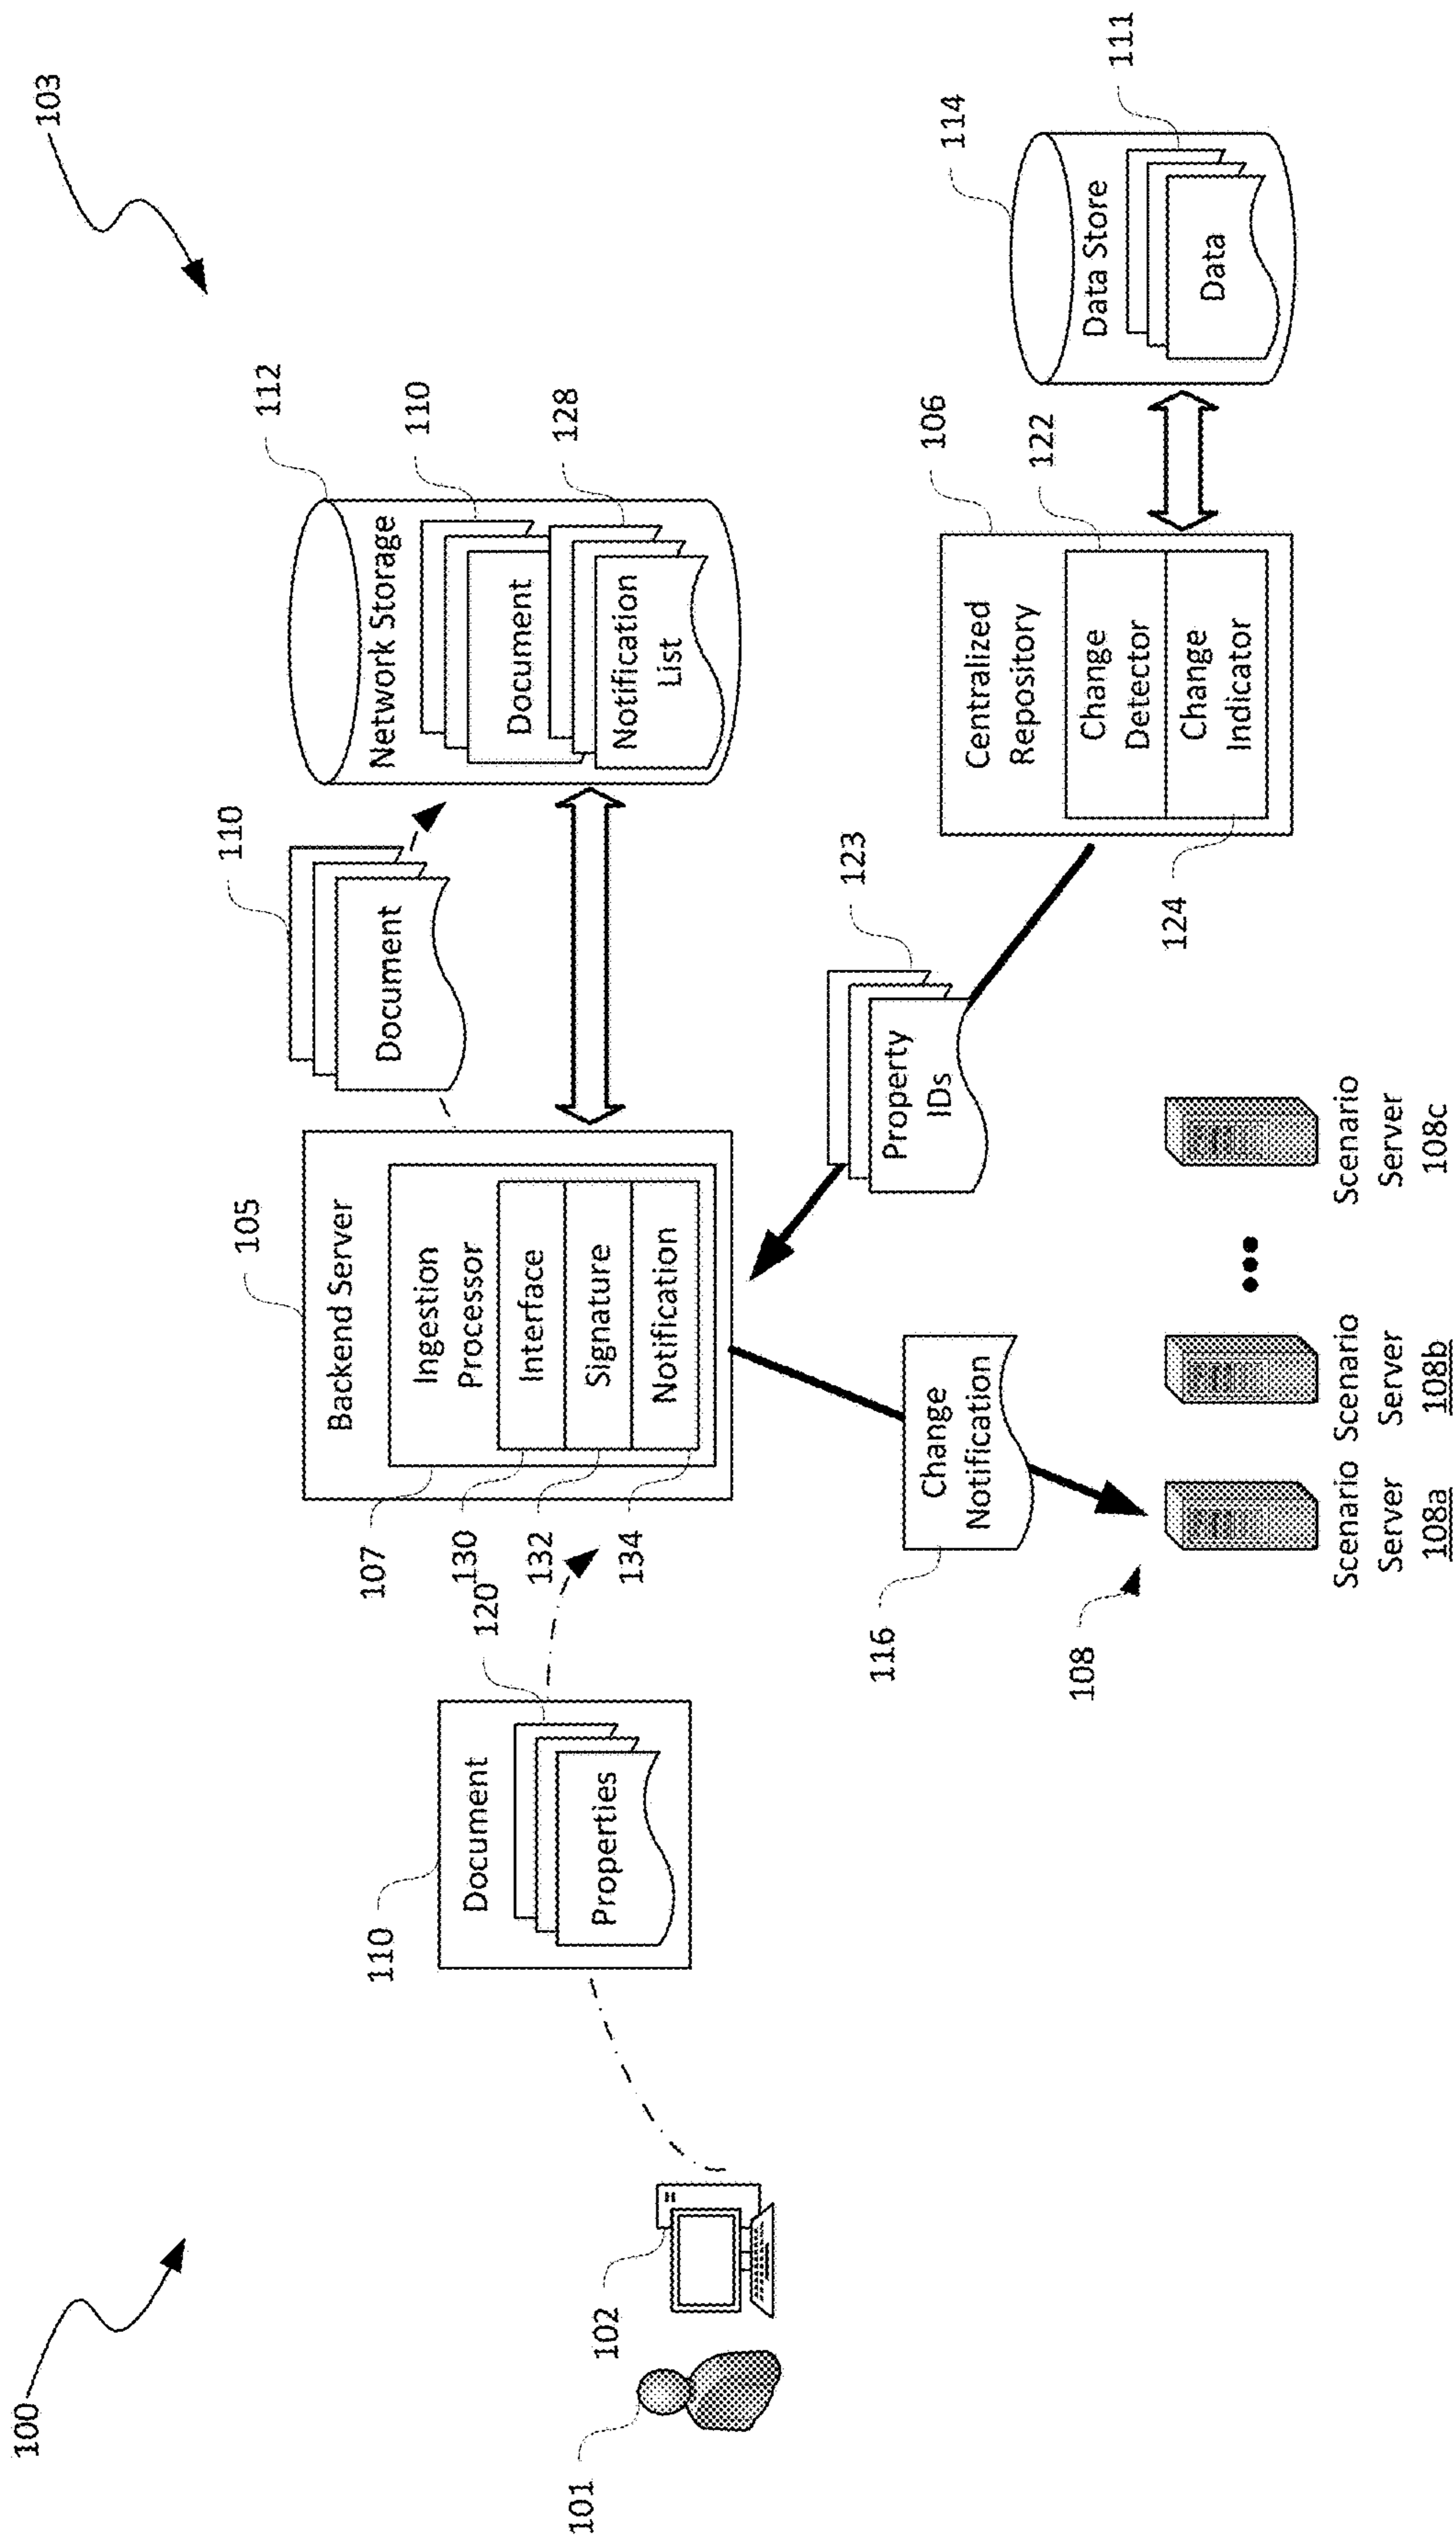 100
103
101
102
110
Document
Properties
120
105
Backend Server
107
Ingestion
Processor
130
Interface
132
Signature
134
Notification
110
Document
112
Network Storage
110
Document
128
Notification
List
116
Change
Notification
123
Property
IDs
106
Centralized
Repository
122
Change
Detector
124
Change
Indicator
114
Data Store
111
Data
108
Scenario
Server
108a
Scenario
Server
108b
Scenario
Server
108c